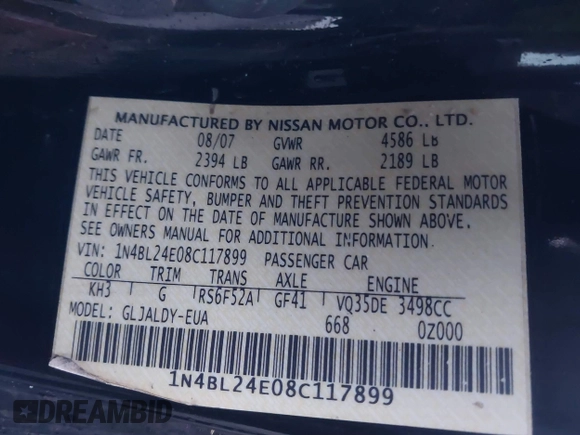 MANUFACTURED BY NISSAN MOTOR CO., LTD.
DATE 08/07 GVWR 4586 LB
GAWR FR. 2394 LB GAWR RR. 2189 LB
THIS VEHICLE CONFORMS TO ALL APPLICABLE FEDERAL MOTOR
VEHICLE SAFETY, BUMPER AND THEFT PREVENTION STANDARDS
IN EFFECT ON THE DATE OF MANUFACTURE SHOWN ABOVE.
SEE OWNERS MANUAL FOR ADDITIONAL INFORMATION.
VIN: 1N4BL24E08C117899 PASSENGER CAR
COLOR TRIM TRANS AXLE ENGINE
KH3 G RS6F52A GF41 VQ35DE 3498CC
MODEL: GLJALDY-EUA 668 0Z000
1N4BL24E08C117899
DREAMBID